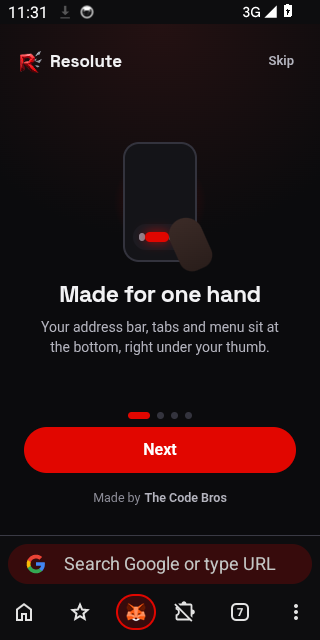 11:31
3G
Resolute
Skip
Made for one hand
Your address bar, tabs and menu sit at
the bottom, right under your thumb.
Next
Made by The Code Bros
Search Google or type URL
7